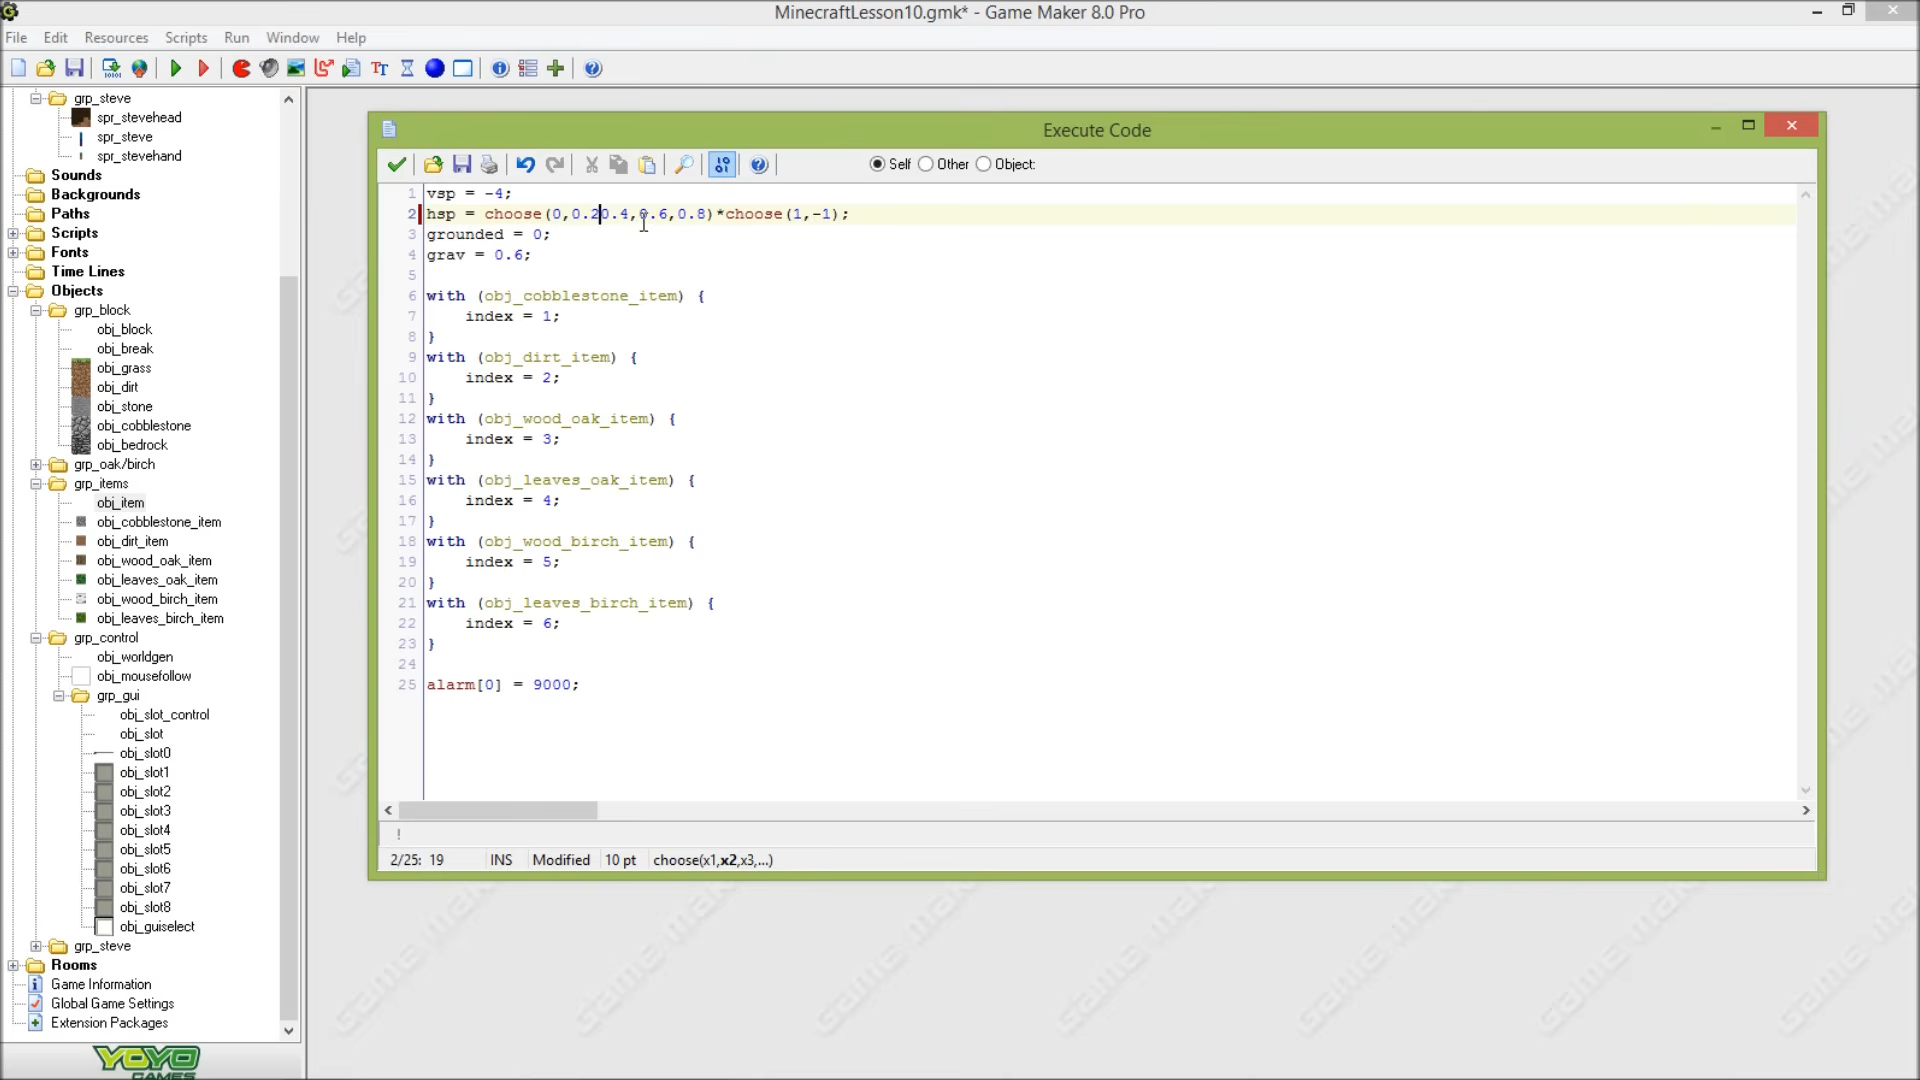 MinecraftLesson10.gmk* - Game Maker 8.0 Pro
File Edit Resources Scripts Run Window Help
grp_steve
spr_stevehead
spr_steve
spr_stevehand
Sounds
Backgrounds
Paths
Scripts
Fonts
Time Lines
Objects
grp_block
obj_block
obj_break
obj_grass
obj_dirt
obj_stone
obj_cobblestone
obj_bedrock
grp_oak/birch
grp_items
obj_item
obj_cobblestone_item
obj_dirt_item
obj_wood_oak_item
obj_leaves_oak_item
obj_wood_birch_item
obj_leaves_birch_item
grp_control
obj_worldgen
obj_mousefollow
grp_gui
obj_slot_control
obj_slot
obj_slot0
obj_slot1
obj_slot2
obj_slot3
obj_slot4
obj_slot5
obj_slot6
obj_slot7
obj_slot8
obj_guiselect
grp_steve
Rooms
Game Information
Global Game Settings
Extension Packages
YOYO
GAMES
Execute Code
Self Other Object:
1 vsp = -4;
2 hsp = choose(0,0.20.4,0.6,0.8)*choose(1,-1);
3 grounded = 0;
4 grav = 0.6;
5
6 with (obj_cobblestone_item) {
7 index = 1;
8 }
9 with (obj_dirt_item) {
10 index = 2;
11 }
12 with (obj_wood_oak_item) {
13 index = 3;
14 }
15 with (obj_leaves_oak_item) {
16 index = 4;
17 }
18 with (obj_wood_birch_item) {
19 index = 5;
20 }
21 with (obj_leaves_birch_item) {
22 index = 6;
23 }
24
25 alarm[0] = 9000;
!
2/25: 19 INS Modified 10 pt choose(x1,x2,x3,...)